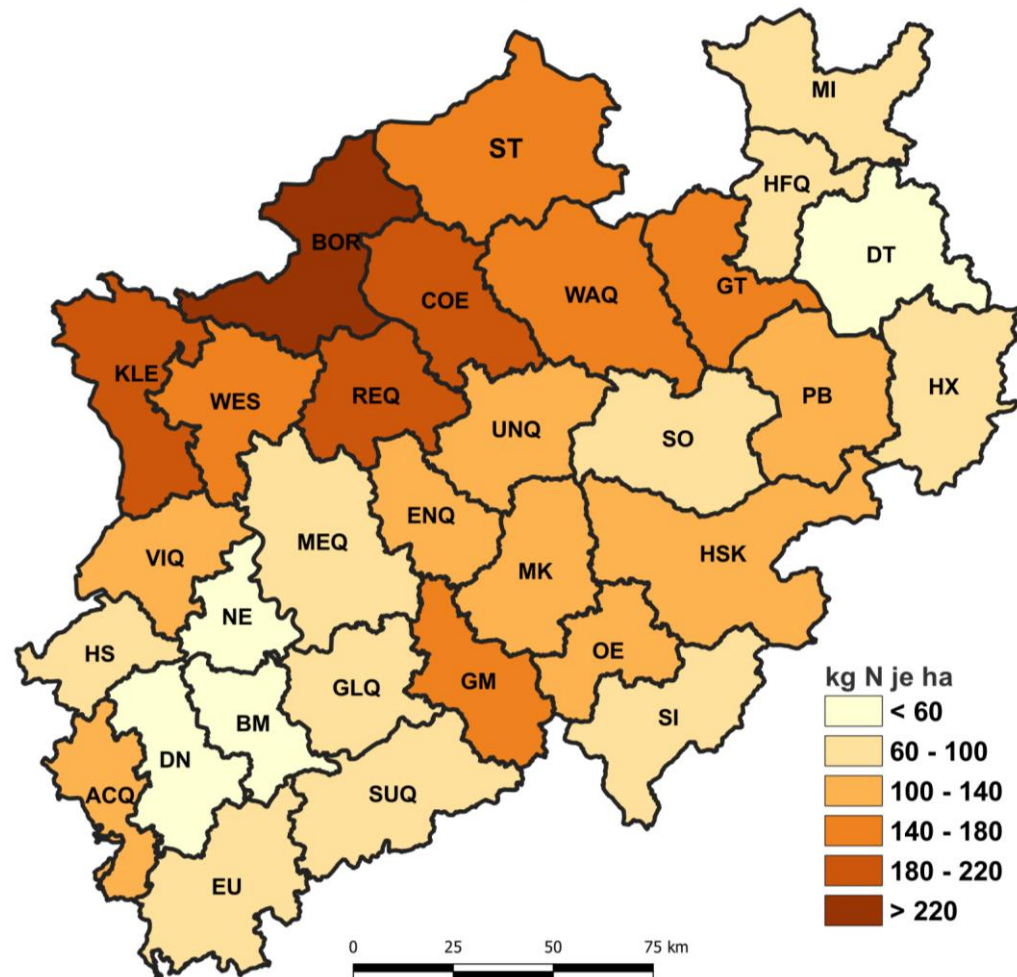 MI
ST
HFQ
BOR
DT
COE
WAQ
GT
KLE
WES
REQ
PB
HX
UNQ
SO
ENQ
MEQ
VIQ
HSK
MK
NE
HS
OE
GLQ
GM
BM
SI
DN
ACQ
SUQ
EU
kg N je ha
< 60
60 - 100
100 - 140
140 - 180
180 - 220
> 220
0 25 50 75 km